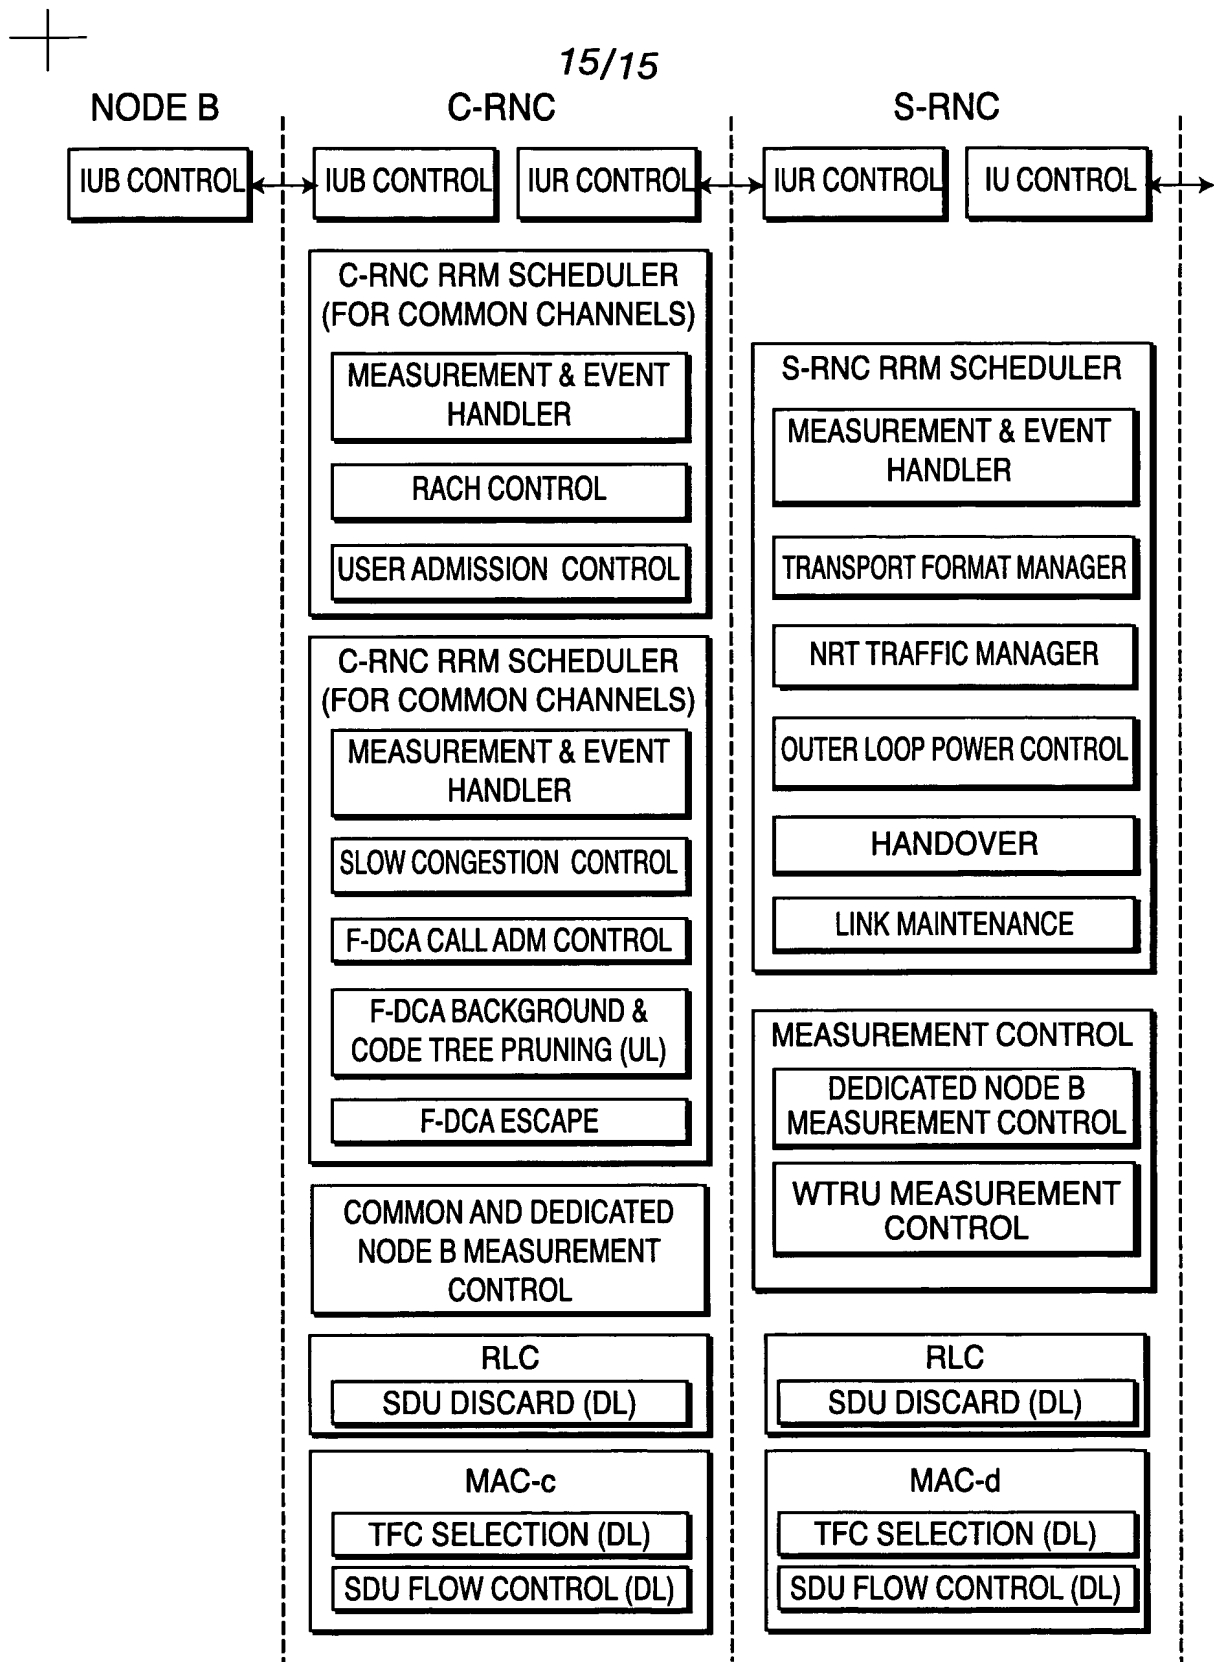 15/15
NODE B
C-RNC
S-RNC
IUB CONTROL
IUB CONTROL
IUR CONTROL
IUR CONTROL
IU CONTROL
C-RNC RRM SCHEDULER
(FOR COMMON CHANNELS)
MEASUREMENT & EVENT
HANDLER
RACH CONTROL
USER ADMISSION CONTROL
C-RNC RRM SCHEDULER
(FOR COMMON CHANNELS)
MEASUREMENT & EVENT
HANDLER
SLOW CONGESTION CONTROL
F-DCA CALL ADM CONTROL
F-DCA BACKGROUND &
CODE TREE PRUNING (UL)
F-DCA ESCAPE
COMMON AND DEDICATED
NODE B MEASUREMENT
CONTROL
RLC
SDU DISCARD (DL)
MAC-c
TFC SELECTION (DL)
SDU FLOW CONTROL (DL)
S-RNC RRM SCHEDULER
MEASUREMENT & EVENT
HANDLER
TRANSPORT FORMAT MANAGER
NRT TRAFFIC MANAGER
OUTER LOOP POWER CONTROL
HANDOVER
LINK MAINTENANCE
MEASUREMENT CONTROL
DEDICATED NODE B
MEASUREMENT CONTROL
WTRU MEASUREMENT
CONTROL
RLC
SDU DISCARD (DL)
MAC-d
TFC SELECTION (DL)
SDU FLOW CONTROL (DL)